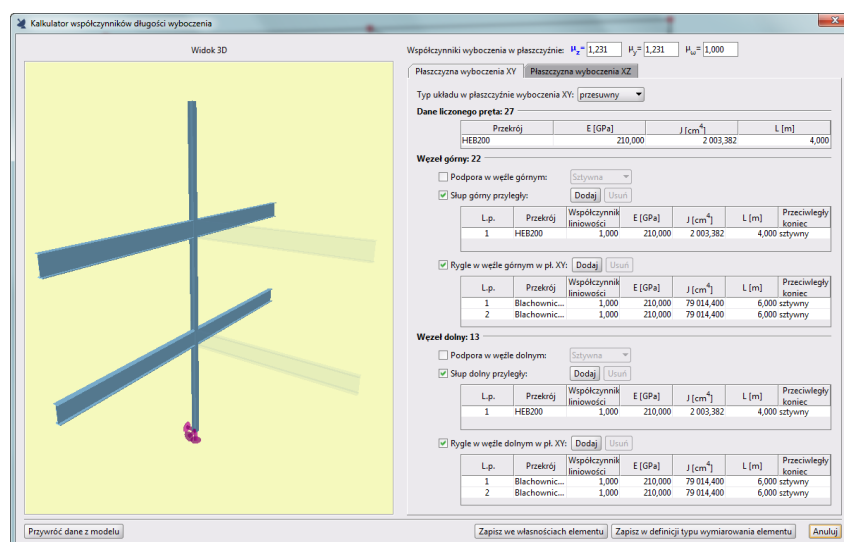 Kalkulator współczynników długości wyboczenia
Widok 3D
Współczynniki wyboczenia w płaszczyźnie: μz= 1,231 μy= 1,231 μω= 1,000
Płaszczyzna wyboczenia XY Płaszczyzna wyboczenia XZ
Typ układu w płaszczyźnie wyboczenia XY: przesuwny
Dane liczonego pręta: 27
Przekrój E [GPa] J [cm4] L [m]
HEB200 210,000 2 003,382 4,000
Węzeł górny: 22
Podpora w węźle górnym: Sztywna
Słup górny przyległy: Dodaj Usuń
L.p. Przekrój Współczynnik liniowości E [GPa] J [cm4] L [m] Przeciwległy koniec
1 HEB200 1,000 210,000 2 003,382 4,000 sztywny
Rygle w węźle górnym w pł. XY: Dodaj Usuń
L.p. Przekrój Współczynnik liniowości E [GPa] J [cm4] L [m] Przeciwległy koniec
1 Blachownic... 1,000 210,000 79 014,400 6,000 sztywny
2 Blachownic... 1,000 210,000 79 014,400 6,000 sztywny
Węzeł dolny: 13
Podpora w węźle dolnym: Sztywna
Słup dolny przyległy: Dodaj Usuń
L.p. Przekrój Współczynnik liniowości E [GPa] J [cm4] L [m] Przeciwległy koniec
1 HEB200 1,000 210,000 2 003,382 4,000 sztywny
Rygle w węźle dolnym w pł. XY: Dodaj Usuń
L.p. Przekrój Współczynnik liniowości E [GPa] J [cm4] L [m] Przeciwległy koniec
1 Blachownic... 1,000 210,000 79 014,400 6,000 sztywny
2 Blachownic... 1,000 210,000 79 014,400 6,000 sztywny
Przywróć dane z modelu Zapisz we własnościach elementu Zapisz w definicji typu wymiarowania elementu Anuluj